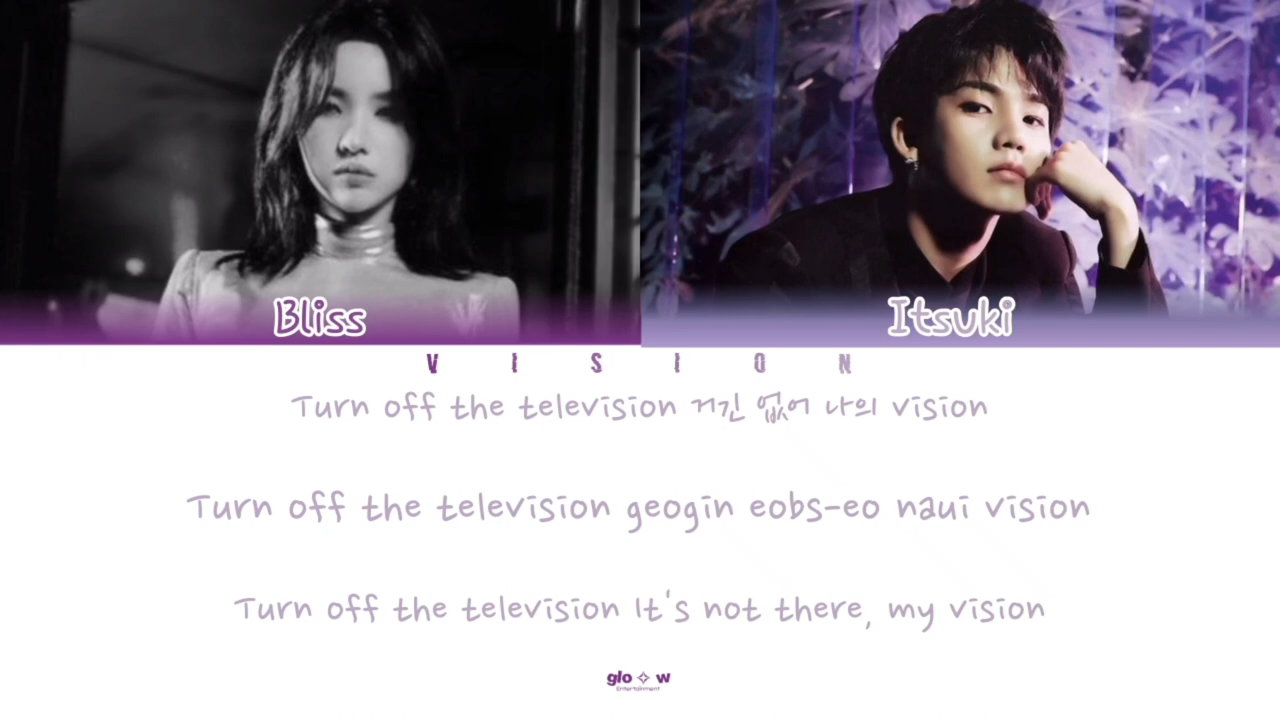 Bliss
Itsuki
VISION
Turn off the television 거긴 없어 나의 vision
Turn off the television geogin eobs-eo naui vision
Turn off the television It's not there, my vision
glo✧w
Entertainment